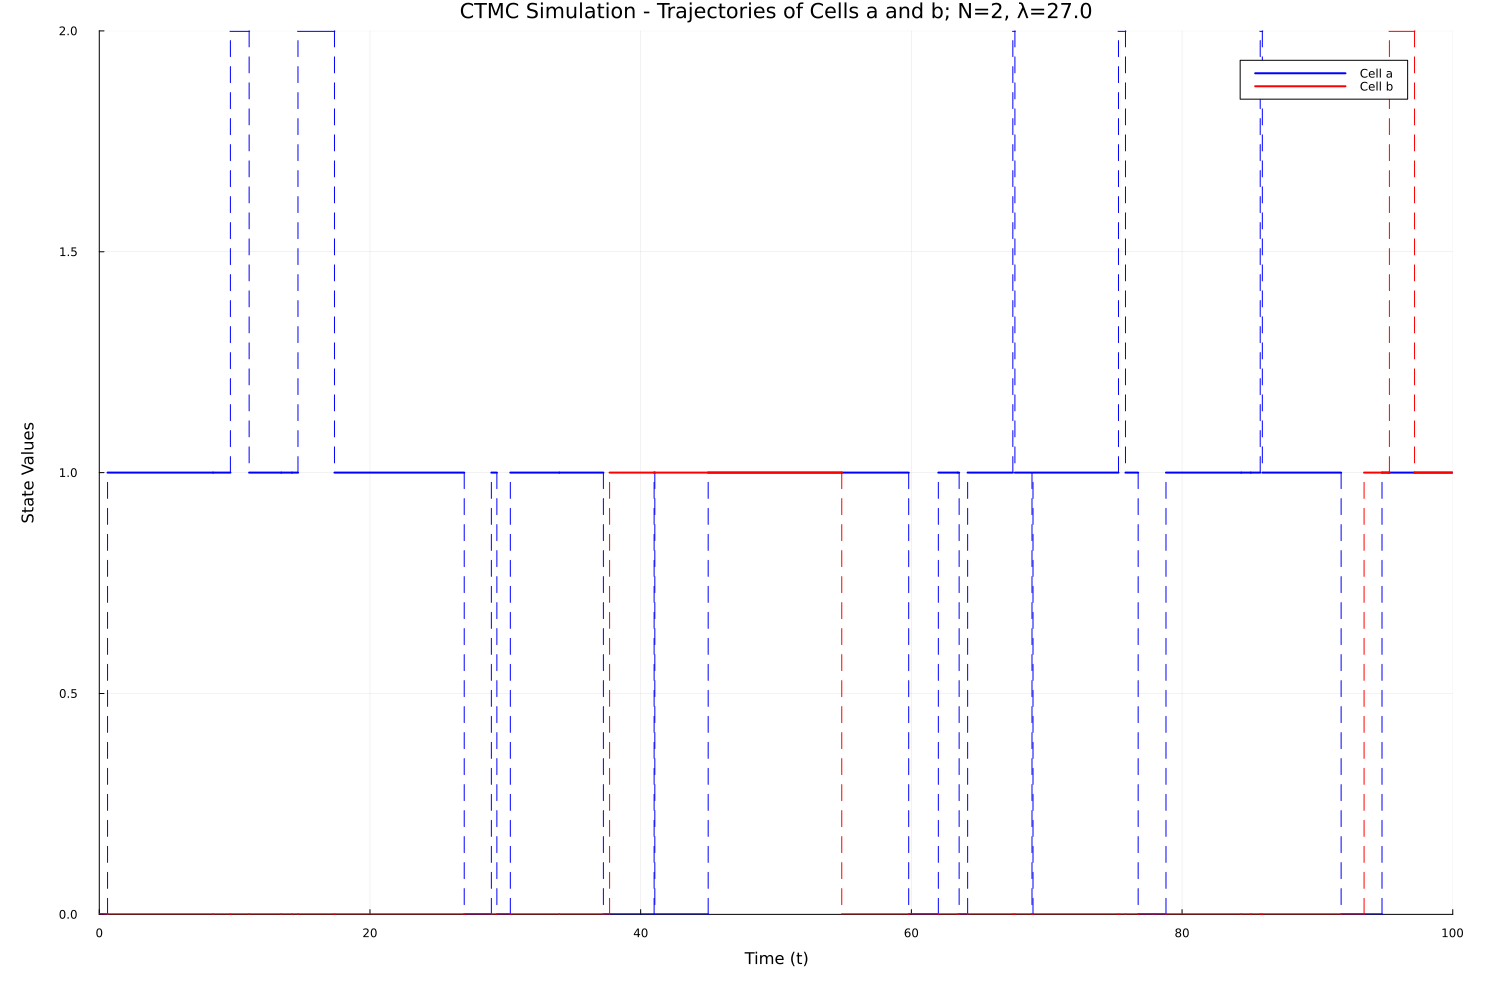 CTMC Simulation - Trajectories of Cells a and b; N=2, λ=27.0
2.0
Cell a
Cell b
1.5
1.0
State Values
0.5
0.0
0 20 40 60 80 100
Time (t)